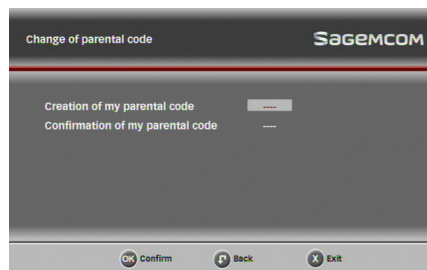 Change of parental code
SAGEMCOM
Creation of my parental code ----
Confirmation of my parental code ----
OK Confirm Back X Exit